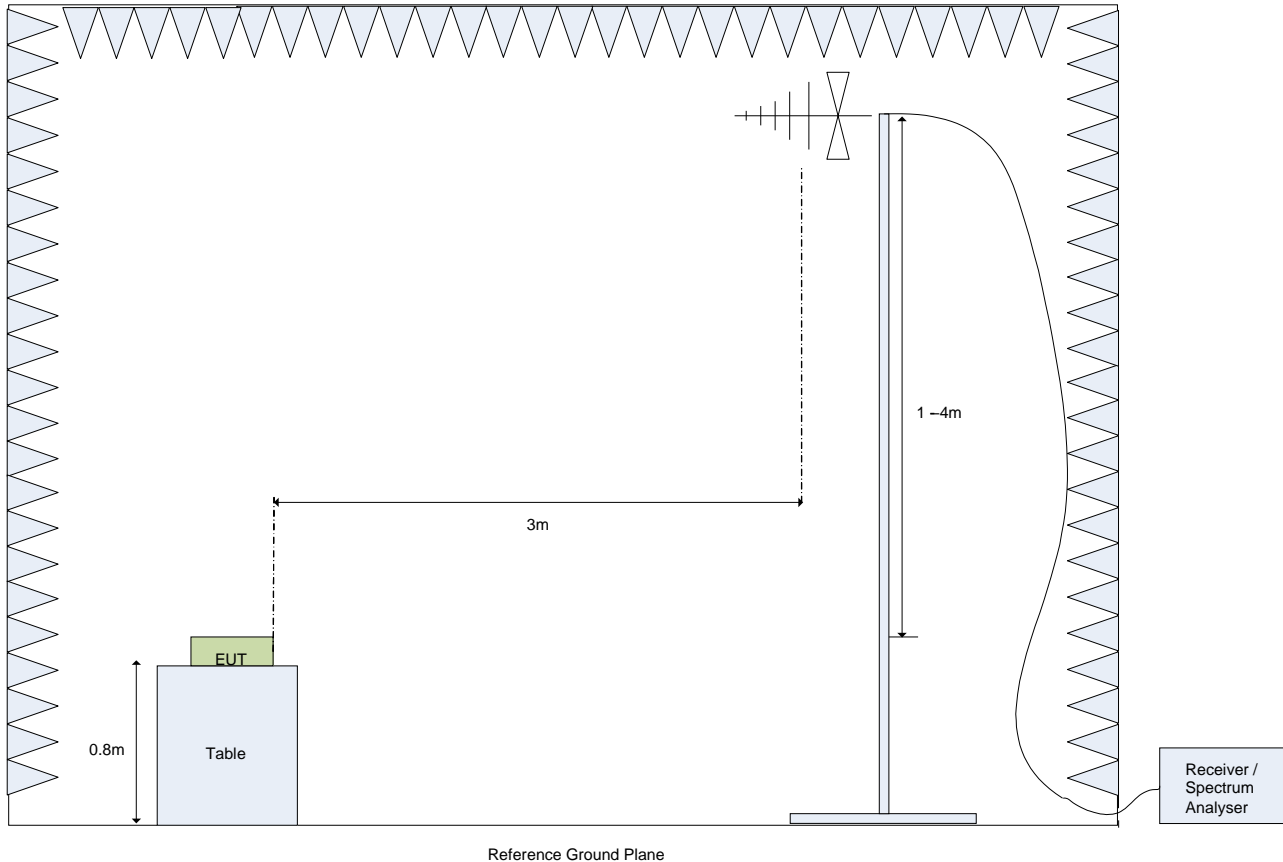 1 –4m
3m
EUT
0.8m
Table
Receiver /
Spectrum
Analyser
Reference Ground Plane